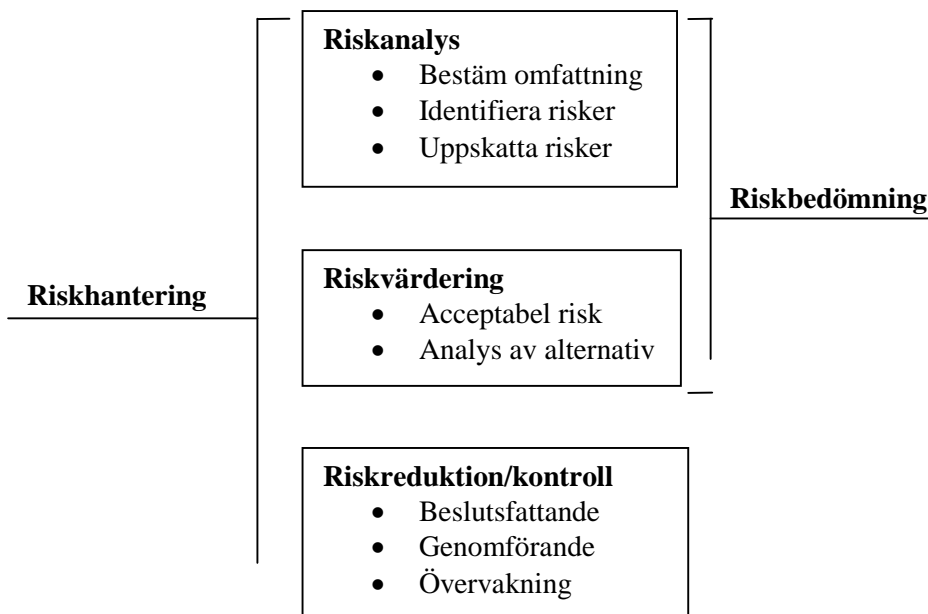 Riskanalys
• Bestäm omfattning
• Identifiera risker
• Uppskatta risker
Riskbedömning
Riskvärdering
Riskhantering
• Acceptabel risk
• Analys av alternativ
Riskreduktion/kontroll
• Beslutsfattande
• Genomförande
• Övervakning